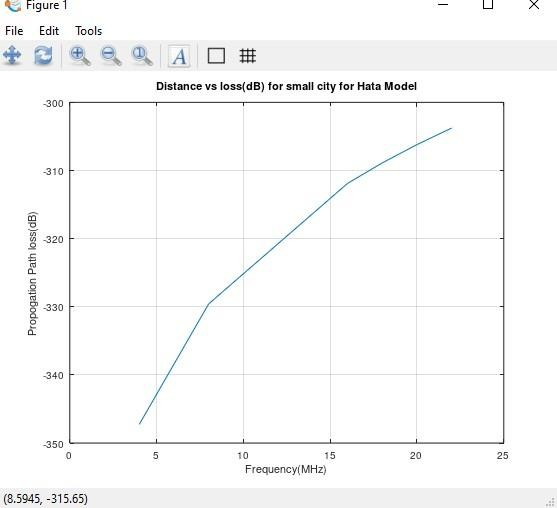 Figure 1
File Edit Tools
A
Distance vs loss(dB) for small city for Hata Model
-300
-310
-320
-330
-340
-350
Propogation Path loss(dB)
0 5 10 15 20 25
Frequency(MHz)
(8.5945, -315.65)